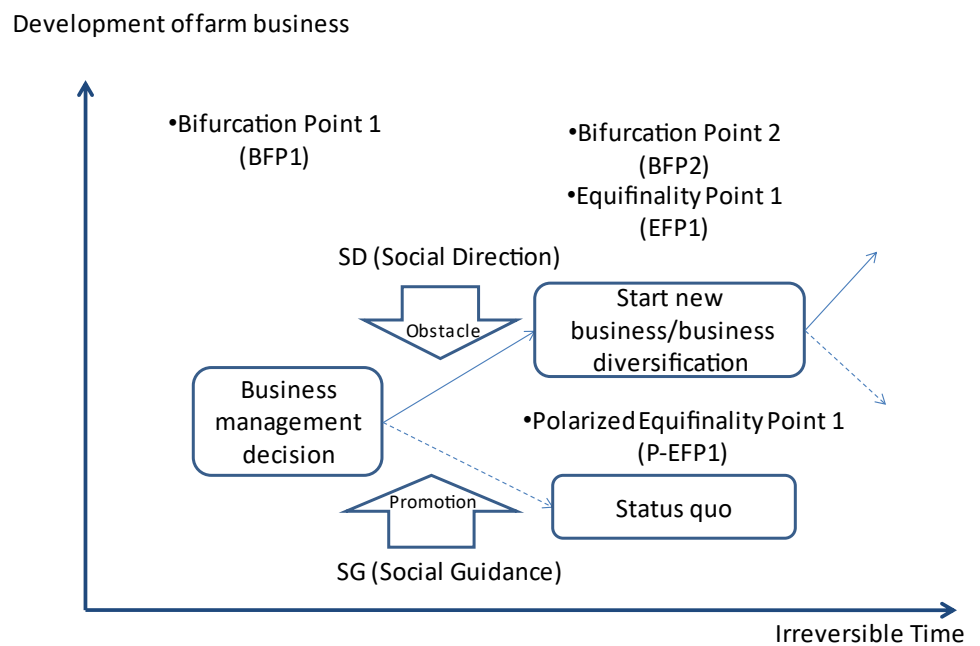 Development of farm business
•Bifurcation Point 1
(BFP1)
•Bifurcation Point 2
(BFP2)
•Equifinality Point 1
(EFP1)
SD (Social Direction)
Obstacle
Start new
business/business
diversification
Business
management
decision
•Polarized Equifinality Point 1
(P-EFP1)
Promotion
Status quo
SG (Social Guidance)
Irreversible Time